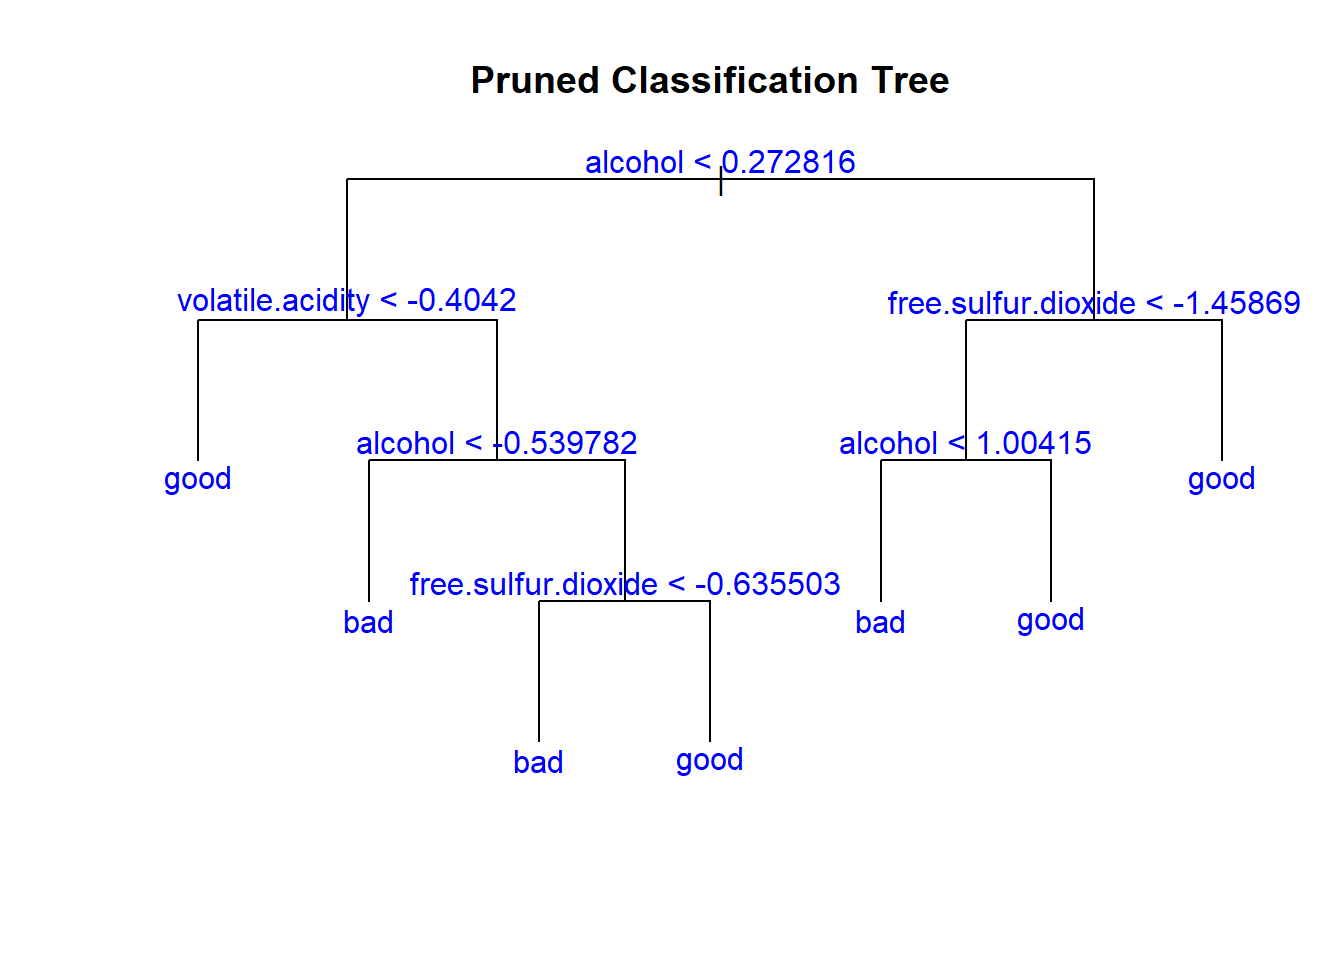 Pruned Classification Tree
alcohol < 0.272816
volatile.acidity < -0.4042
free.sulfur.dioxide < -1.45869
good
alcohol < -0.539782
alcohol < 1.00415
good
bad
free.sulfur.dioxide < -0.635503
bad
good
bad
good